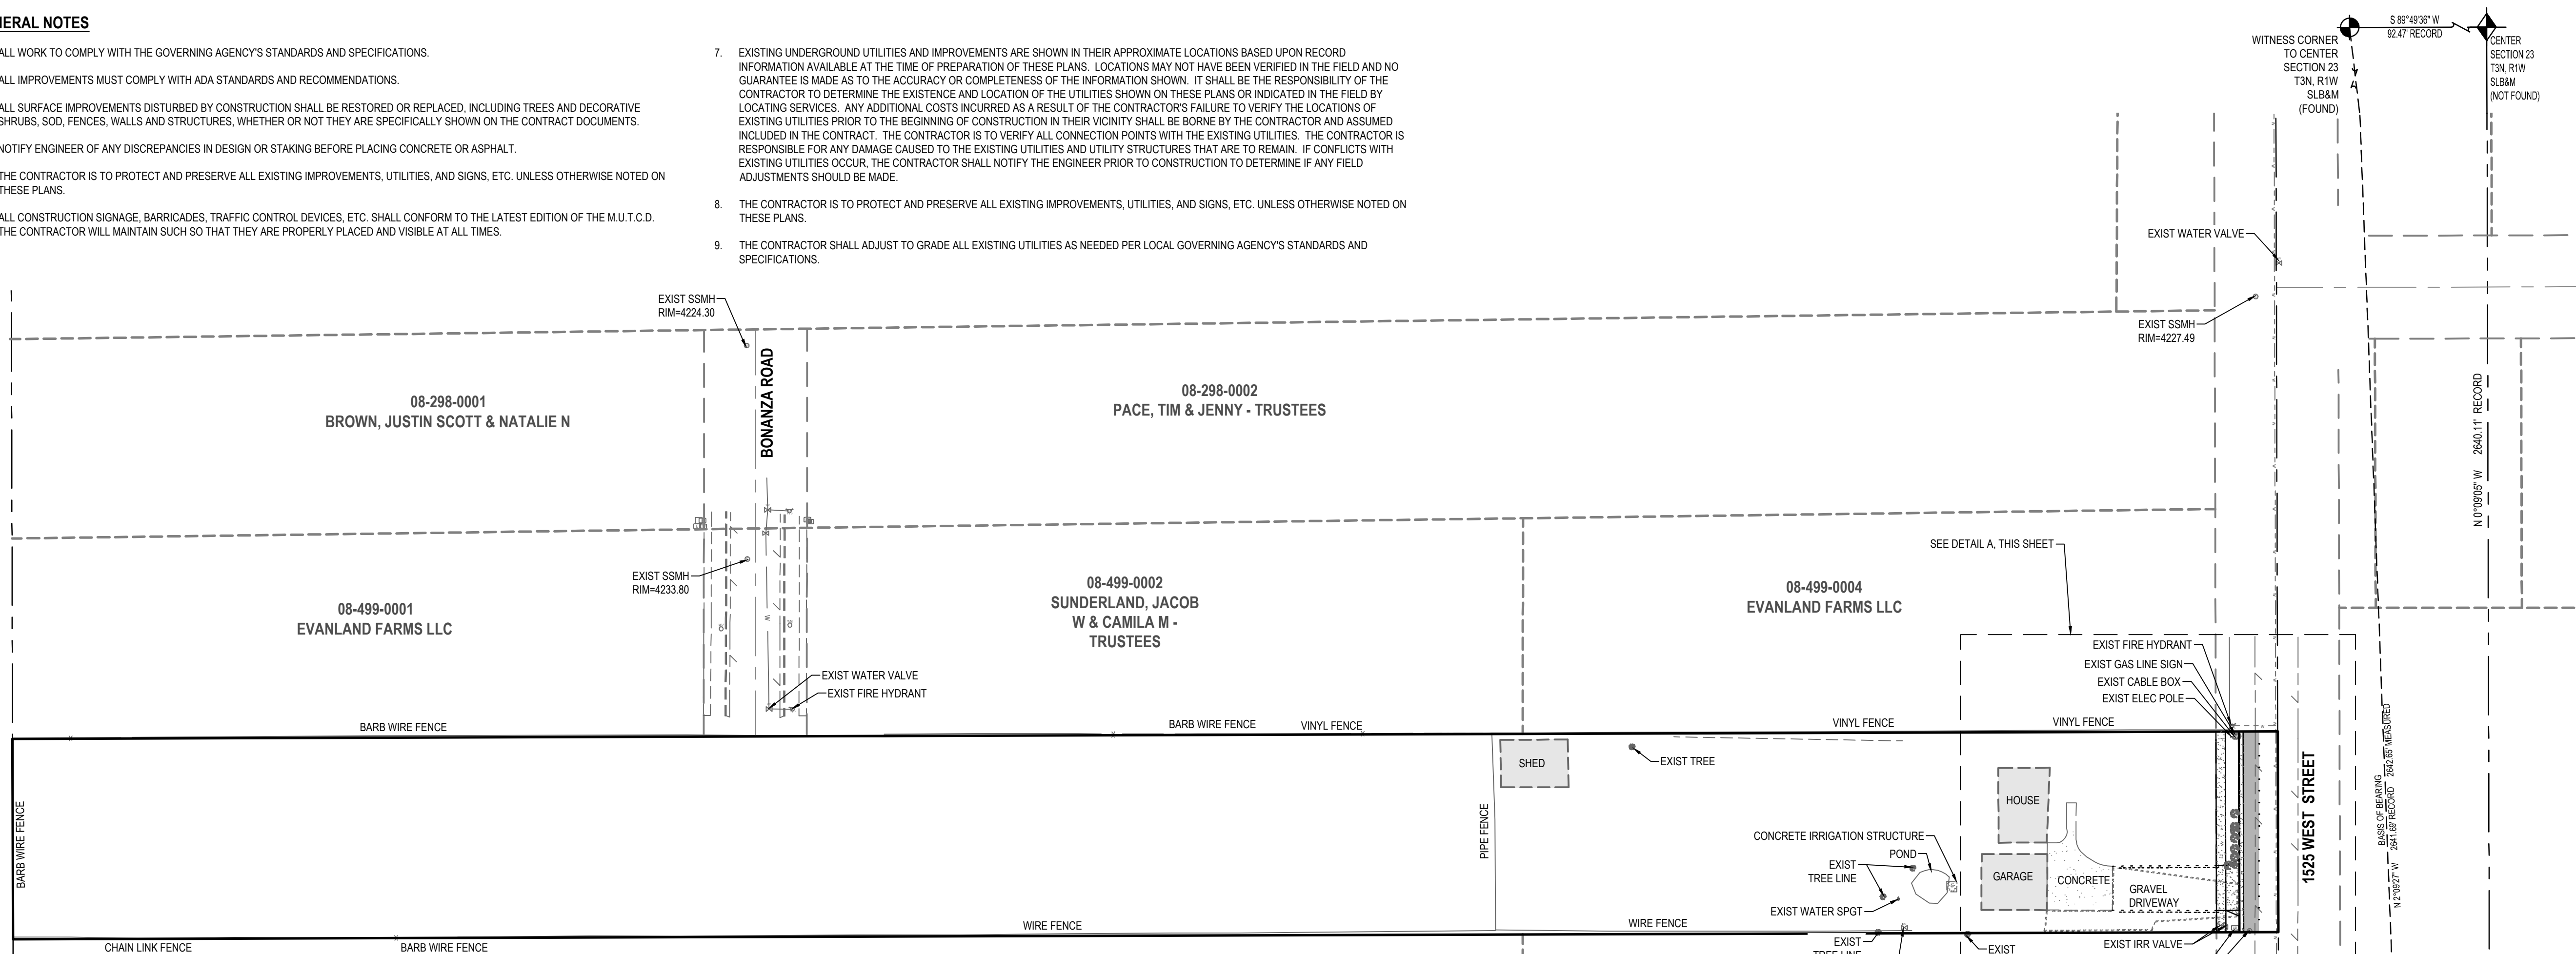 NERAL NOTES
ALL WORK TO COMPLY WITH THE GOVERNING AGENCY'S STANDARDS AND SPECIFICATIONS.
ALL IMPROVEMENTS MUST COMPLY WITH ADA STANDARDS AND RECOMMENDATIONS.
ALL SURFACE IMPROVEMENTS DISTURBED BY CONSTRUCTION SHALL BE RESTORED OR REPLACED, INCLUDING TREES AND DECORATIVE
SHRUBS, SOD, FENCES, WALLS AND STRUCTURES, WHETHER OR NOT THEY ARE SPECIFICALLY SHOWN ON THE CONTRACT DOCUMENTS.
NOTIFY ENGINEER OF ANY DISCREPANCIES IN DESIGN OR STAKING BEFORE PLACING CONCRETE OR ASPHALT.
THE CONTRACTOR IS TO PROTECT AND PRESERVE ALL EXISTING IMPROVEMENTS, UTILITIES, AND SIGNS, ETC. UNLESS OTHERWISE NOTED ON
THESE PLANS.
ALL CONSTRUCTION SIGNAGE, BARRICADES, TRAFFIC CONTROL DEVICES, ETC. SHALL CONFORM TO THE LATEST EDITION OF THE M.U.T.C.D.
THE CONTRACTOR WILL MAINTAIN SUCH SO THAT THEY ARE PROPERLY PLACED AND VISIBLE AT ALL TIMES.
7. EXISTING UNDERGROUND UTILITIES AND IMPROVEMENTS ARE SHOWN IN THEIR APPROXIMATE LOCATIONS BASED UPON RECORD
INFORMATION AVAILABLE AT THE TIME OF PREPARATION OF THESE PLANS. LOCATIONS MAY NOT HAVE BEEN VERIFIED IN THE FIELD AND NO
GUARANTEE IS MADE AS TO THE ACCURACY OR COMPLETENESS OF THE INFORMATION SHOWN. IT SHALL BE THE RESPONSIBILITY OF THE
CONTRACTOR TO DETERMINE THE EXISTENCE AND LOCATION OF THE UTILITIES SHOWN ON THESE PLANS OR INDICATED IN THE FIELD BY
LOCATING SERVICES. ANY ADDITIONAL COSTS INCURRED AS A RESULT OF THE CONTRACTOR'S FAILURE TO VERIFY THE LOCATIONS OF
EXISTING UTILITIES PRIOR TO THE BEGINNING OF CONSTRUCTION IN THEIR VICINITY SHALL BE BORNE BY THE CONTRACTOR AND ASSUMED
INCLUDED IN THE CONTRACT. THE CONTRACTOR IS TO VERIFY ALL CONNECTION POINTS WITH THE EXISTING UTILITIES. THE CONTRACTOR IS
RESPONSIBLE FOR ANY DAMAGE CAUSED TO THE EXISTING UTILITIES AND UTILITY STRUCTURES THAT ARE TO REMAIN. IF CONFLICTS WITH
EXISTING UTILITIES OCCUR, THE CONTRACTOR SHALL NOTIFY THE ENGINEER PRIOR TO CONSTRUCTION TO DETERMINE IF ANY FIELD
ADJUSTMENTS SHOULD BE MADE.
8. THE CONTRACTOR IS TO PROTECT AND PRESERVE ALL EXISTING IMPROVEMENTS, UTILITIES, AND SIGNS, ETC. UNLESS OTHERWISE NOTED ON
THESE PLANS.
9. THE CONTRACTOR SHALL ADJUST TO GRADE ALL EXISTING UTILITIES AS NEEDED PER LOCAL GOVERNING AGENCY'S STANDARDS AND
SPECIFICATIONS.
WITNESS CORNER
TO CENTER
SECTION 23
T3N, R1W
SLB&M
(FOUND)
S 89°49'36" W
92.47' RECORD
CENTER
SECTION 23
T3N, R1W
SLB&M
(NOT FOUND)
EXIST WATER VALVE
EXIST SSMH
RIM=4227.49
EXIST SSMH
RIM=4224.30
BONANZA ROAD
08-298-0001
BROWN, JUSTIN SCOTT & NATALIE N
08-298-0002
PACE, TIM & JENNY - TRUSTEES
N 0°09'05" W 2640.11' RECORD
EXIST SSMH
RIM=4233.80
08-499-0001
EVANLAND FARMS LLC
W
08-499-0002
SUNDERLAND, JACOB
W & CAMILA M -
TRUSTEES
08-499-0004
EVANLAND FARMS LLC
SEE DETAIL A, THIS SHEET
EXIST WATER VALVE
EXIST FIRE HYDRANT
EXIST FIRE HYDRANT
EXIST GAS LINE SIGN
EXIST CABLE BOX
EXIST ELEC POLE
BARB WIRE FENCE
BARB WIRE FENCE
VINYL FENCE
VINYL FENCE
VINYL FENCE
BARB WIRE FENCE
SHED
EXIST TREE
PIPE FENCE
HOUSE
CONCRETE IRRIGATION STRUCTURE
POND
EXIST
TREE LINE
GARAGE
CONCRETE
GRAVEL
DRIVEWAY
EXIST WATER SPGT
1525 WEST STREET
BASIS OF BEARING
N 2°09'27" W 2641.69' RECORD 2642.65' MEASURED
WIRE FENCE
WIRE FENCE
CHAIN LINK FENCE
BARB WIRE FENCE
EXIST
TREE LINE
EXIST
EXIST IRR VALVE